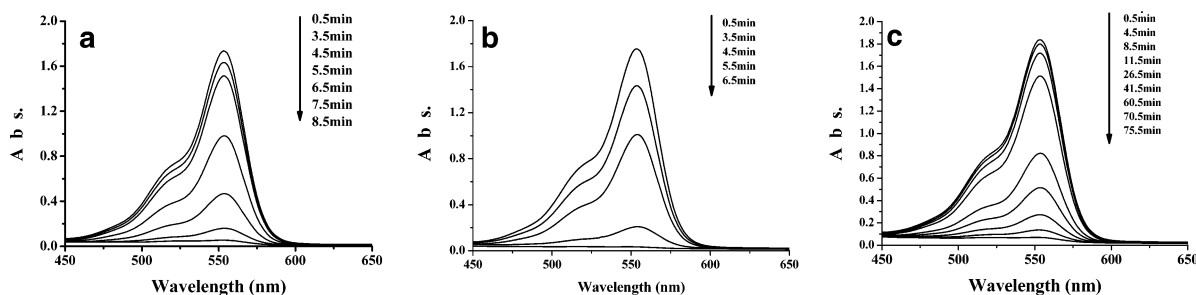 a
0.5min
3.5min
4.5min
5.5min
6.5min
7.5min
8.5min
2.0
1.6
1.2
0.8
0.4
0.0
A b s.
450 500 550 600 650
Wavelength (nm)
b
0.5min
3.5min
4.5min
5.5min
6.5min
2.0
1.6
1.2
0.8
0.4
0.0
A b s.
450 500 550 600 650
Wavelength (nm)
c
0.5min
4.5min
8.5min
11.5min
26.5min
41.5min
60.5min
70.5min
75.5min
2.0
1.8
1.6
1.4
1.2
1.0
0.8
0.6
0.4
0.2
0.0
A b s.
450 500 550 600 650
Wavelength (nm)